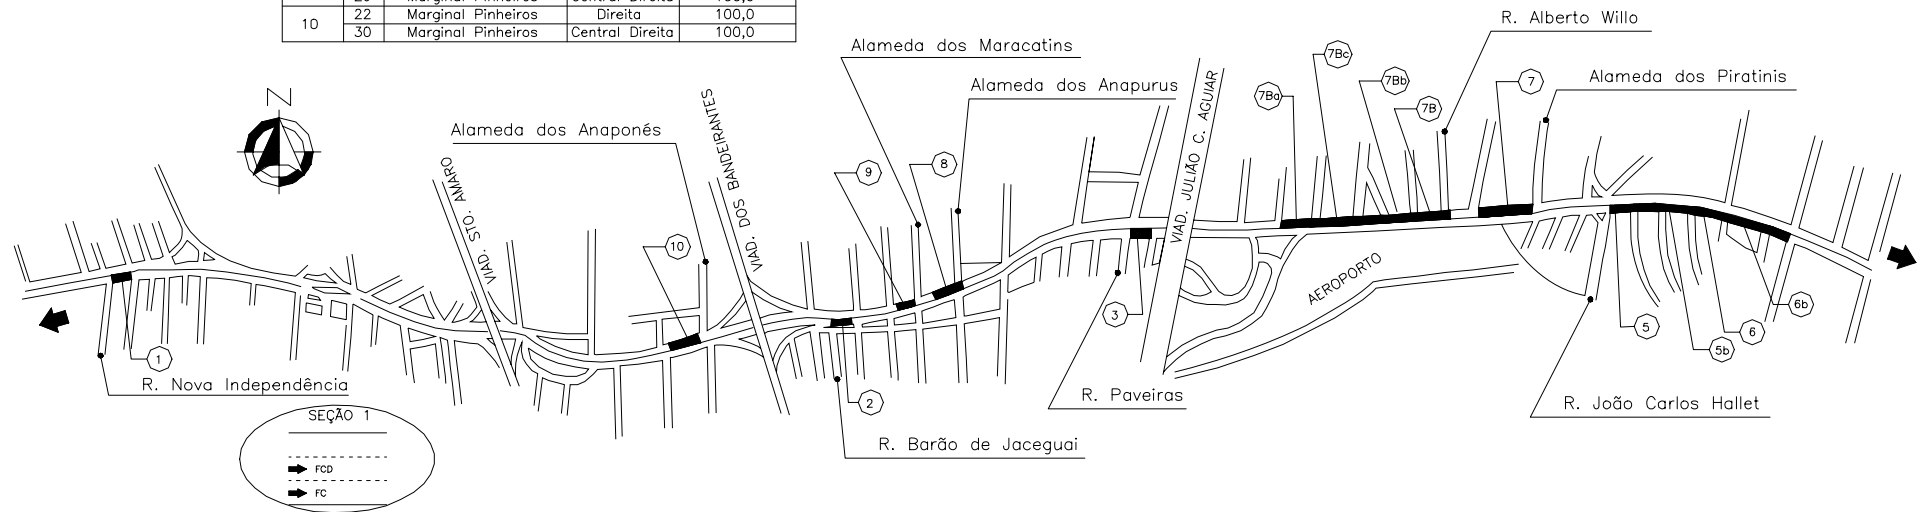 10 22 Marginal Pinheiros Direita 100,0
30 Marginal Pinheiros Central Direita 100,0
N
R. Alberto Willo
Alameda dos Maracatins
Alameda dos Anapurus
Alameda dos Piratinis
Alameda dos Anaponés
VIAD. STO. AMARO
VIAD. DOS BANDEIRANTES
VIAD. JULIÃO C. AGUIAR
AEROPORTO
7Ba
7Bc
7Bb
7B
7
9
8
10
1
2
3
5
5b
6
6b
R. Nova Independência
R. Barão de Jaceguai
R. Paveiras
R. João Carlos Hallet
SEÇÃO 1
FCD
FC